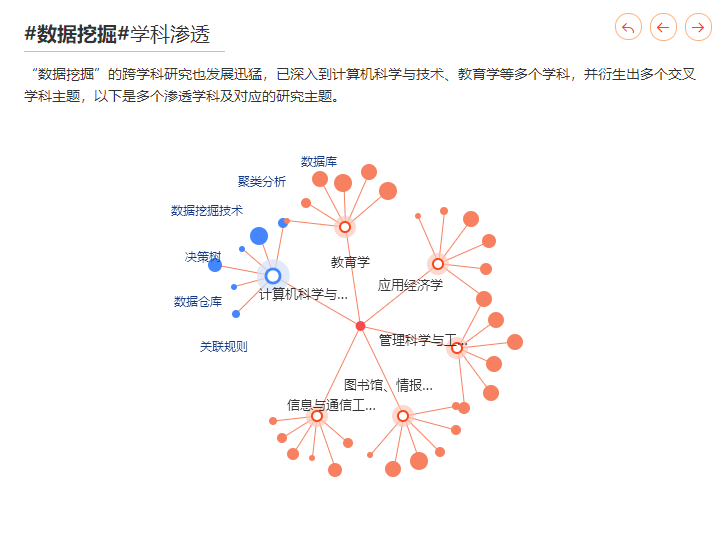 #数据挖掘#学科渗透
“数据挖掘”的跨学科研究也发展迅猛，已深入到计算机科学与技术、教育学等多个学科，并衍生出多个交叉
学科主题，以下是多个渗透学科及对应的研究主题。
数据库
聚类分析
数据挖掘技术
决策树
教育学
应用经济学
计算机科学与...
数据仓库
管理科学与工...
关联规则
图书馆、情报...
信息与通信工...